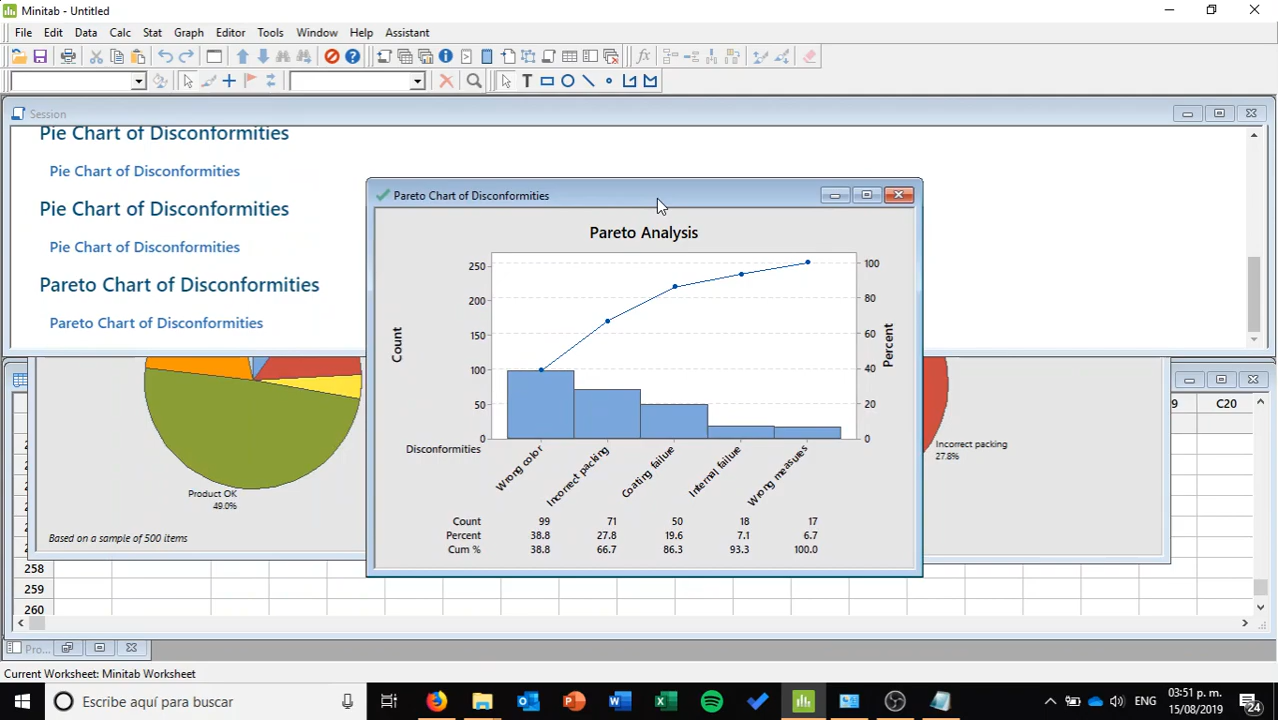 Minitab - Untitled
File Edit Data Calc Stat Graph Editor Tools Window Help Assistant
Session
Pie Chart of Disconformities
Pie Chart of Disconformities
Pie Chart of Disconformities
Pie Chart of Disconformities
Pareto Chart of Disconformities
Pareto Chart of Disconformities
Pareto Chart of Disconformities
Pareto Analysis
250
200
150
100
50
0
Count
100
80
60
40
20
0
Percent
Disconformities
Wrong color
Incorrect packing
Coating failure
Internal failure
Wrong measures
Count 99 71 50 18 17
Percent 38.8 27.8 19.6 7.1 6.7
Cum % 38.8 66.7 86.3 93.3 100.0
Product OK
49.0%
Based on a sample of 500 items
Incorrect packing
27.8%
9 C20
258
259
260
Pro...
Current Worksheet: Minitab Worksheet
Escribe aquí para buscar
ENG
03:51 p. m.
15/08/2019
24